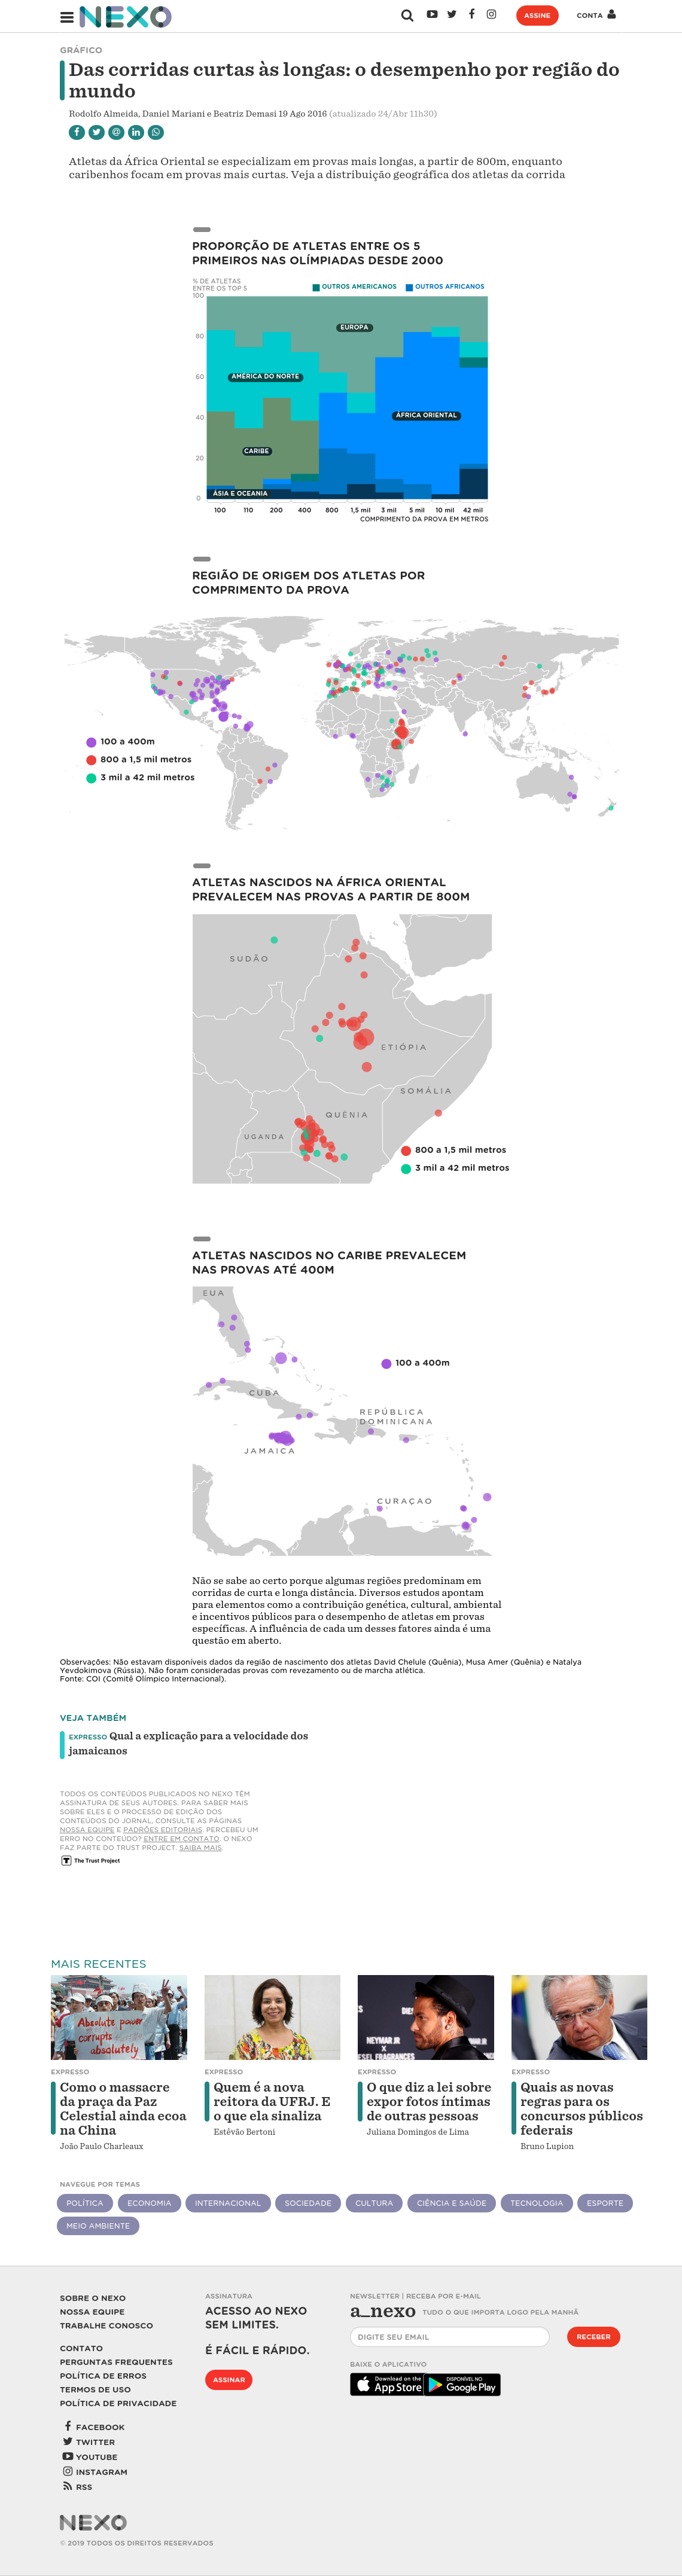 NEXO
ASSINE
CONTA
GRÁFICO
Das corridas curtas às longas: o desempenho por região do
mundo
Rodolfo Almeida, Daniel Mariani e Beatriz Demasi 19 Ago 2016 (atualizado 24/Abr 11h30)
Atletas da África Oriental se especializam em provas mais longas, a partir de 800m, enquanto
caribenhos focam em provas mais curtas. Veja a distribuição geográfica dos atletas da corrida
PROPORÇÃO DE ATLETAS ENTRE OS 5
PRIMEIROS NAS OLÍMPIADAS DESDE 2000
% DE ATLETAS
ENTRE OS TOP 5
OUTROS AMERICANOS
OUTROS AFRICANOS
100
80
60
40
20
0
EUROPA
AMÉRICA DO NORTE
ÁFRICA ORIENTAL
CARIBE
ÁSIA E OCEANIA
100 110 200 400 800 1,5 mil 3 mil 5 mil 10 mil 42 mil
COMPRIMENTO DA PROVA EM METROS
REGIÃO DE ORIGEM DOS ATLETAS POR
COMPRIMENTO DA PROVA
100 a 400m
800 a 1,5 mil metros
3 mil a 42 mil metros
ATLETAS NASCIDOS NA ÁFRICA ORIENTAL
PREVALECEM NAS PROVAS A PARTIR DE 800M
SUDÃO
ETIÓPIA
SOMÁLIA
QUÊNIA
UGANDA
800 a 1,5 mil metros
3 mil a 42 mil metros
ATLETAS NASCIDOS NO CARIBE PREVALECEM
NAS PROVAS ATÉ 400M
EUA
100 a 400m
CUBA
REPÚBLICA
DOMINICANA
JAMAICA
CURAÇAO
Não se sabe ao certo porque algumas regiões predominam em
corridas de curta e longa distância. Diversos estudos apontam
para elementos como a contribuição genética, cultural, ambiental
e incentivos públicos para o desempenho de atletas em provas
específicas. A influência de cada um desses fatores ainda é uma
questão em aberto.
Observações: Não estavam disponíveis dados da região de nascimento dos atletas David Chelule (Quênia), Musa Amer (Quênia) e Natalya
Yevdokimova (Rússia). Não foram consideradas provas com revezamento ou de marcha atlética.
Fonte: COI (Comitê Olímpico Internacional).
VEJA TAMBÉM
EXPRESSO Qual a explicação para a velocidade dos
jamaicanos
TODOS OS CONTEÚDOS PUBLICADOS NO NEXO TÊM
ASSINATURA DE SEUS AUTORES. PARA SABER MAIS
SOBRE ELES E O PROCESSO DE EDIÇÃO DOS
CONTEÚDOS DO JORNAL, CONSULTE AS PÁGINAS
NOSSA EQUIPE E PADRÕES EDITORIAIS. PERCEBEU UM
ERRO NO CONTEÚDO? ENTRE EM CONTATO. O NEXO
FAZ PARTE DO TRUST PROJECT. SAIBA MAIS.
T The Trust Project
MAIS RECENTES
Absolute power
corrupts
absolutely
NEYMAR JR
X
DIESEL FRAGRANCES
EXPRESSO
Como o massacre
da praça da Paz
Celestial ainda ecoa
na China
João Paulo Charleaux
EXPRESSO
Quem é a nova
reitora da UFRJ. E
o que ela sinaliza
Estêvão Bertoni
EXPRESSO
O que diz a lei sobre
expor fotos íntimas
de outras pessoas
Juliana Domingos de Lima
EXPRESSO
Quais as novas
regras para os
concursos públicos
federais
Bruno Lupion
NAVEGUE POR TEMAS
POLÍTICA ECONOMIA INTERNACIONAL SOCIEDADE CULTURA CIÊNCIA E SAÚDE TECNOLOGIA ESPORTE
MEIO AMBIENTE
SOBRE O NEXO
NOSSA EQUIPE
TRABALHE CONOSCO
CONTATO
PERGUNTAS FREQUENTES
POLÍTICA DE ERROS
TERMOS DE USO
POLÍTICA DE PRIVACIDADE
FACEBOOK
TWITTER
YOUTUBE
INSTAGRAM
RSS
ASSINATURA
ACESSO AO NEXO
SEM LIMITES.
É FÁCIL E RÁPIDO.
ASSINAR
NEWSLETTER | RECEBA POR E-MAIL
a_nexo TUDO O QUE IMPORTA LOGO PELA MANHÃ
DIGITE SEU EMAIL
RECEBER
BAIXE O APLICATIVO
Download on the
App Store
DISPONÍVEL NO
Google Play
NEXO
© 2019 TODOS OS DIREITOS RESERVADOS